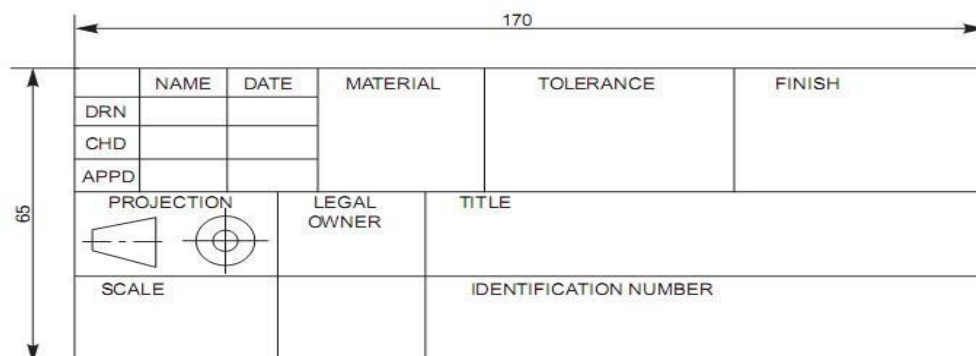 170
NAME DATE MATERIAL TOLERANCE FINISH
DRN
CHD
APPD
65
PROJECTION LEGAL OWNER TITLE
SCALE IDENTIFICATION NUMBER